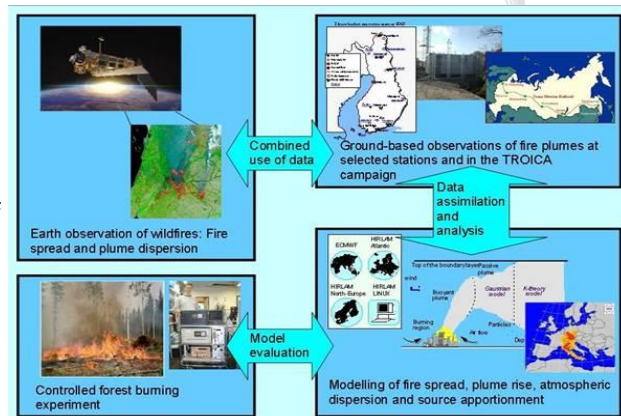 Combined
use of data
Ground-based observations of fire plumes at
selected stations and in the TROICA
campaign
Earth observation of wildfires: Fire
spread and plume dispersion
Data
assimilation
and
analysis
ECMWF
HIRLAM
Atlantic
HIRLAM
North-Europe
HIRLAM
LINUX
Top of the boundary layer
Passive
plume
wind
Buoyant
plume
Gaussian
model
K-theory
model
Burning
region
Air flow
Particles
Model
evaluation
Controlled forest burning
experiment
Modelling of fire spread, plume rise, atmospheric
dispersion and source apportionment